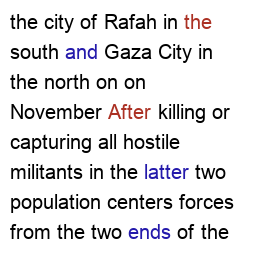 the city of Rafah in the
south and Gaza City in
the north on on
November After killing or
capturing all hostile
militants in the latter two
population centers forces
from the two ends of the